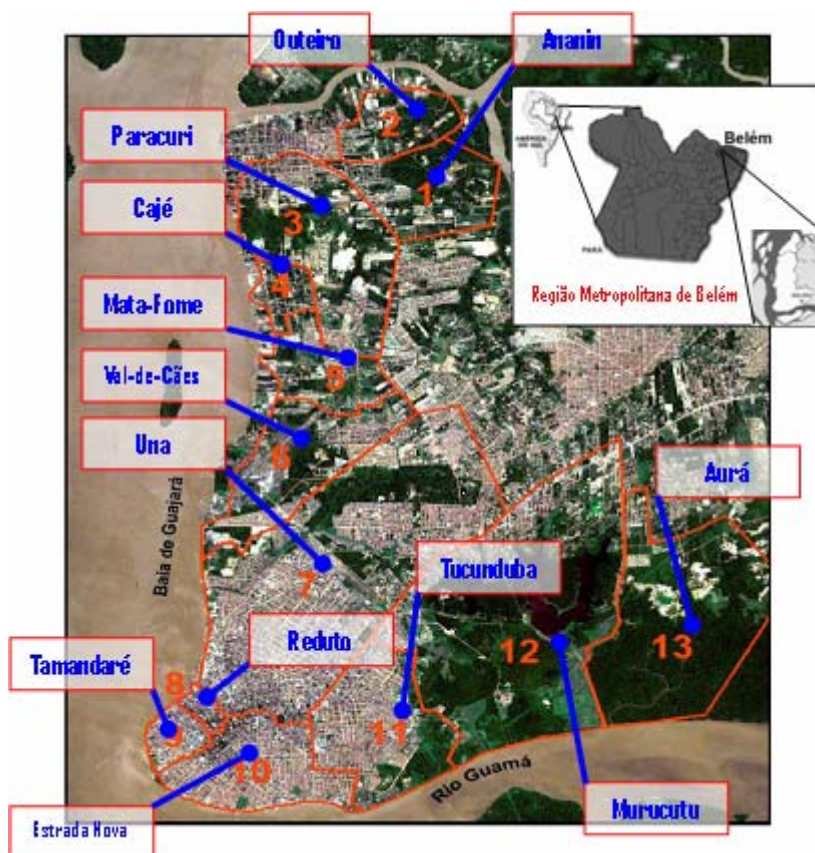 Outeiro
Ananin
Paracuri
2
Belém
1
Cajé
3
PARÁ
Região Metropolitana de Belém
4
Mata-Fome
5
Val-de-Cães
6
Una
Aurá
Baia de Guajará
Tucunduba
7
Reduto
12
13
Tamandaré
8
9
11
10
Rio Guamá
Estrada Nova
Murucutu